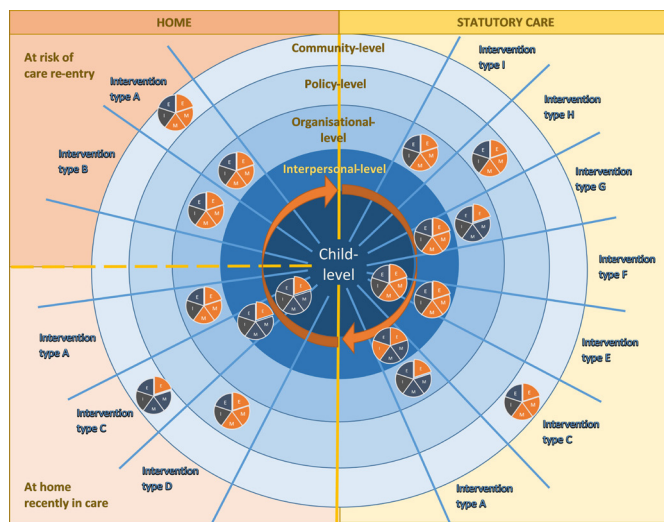 HOME
STATUTORY CARE
At risk of
care re-entry
Community-level
Policy-level
Organisational-
level
Interpersonal-level
Child-
level
Intervention
type A
Intervention
type B
Intervention
type I
Intervention
type H
Intervention
type G
Intervention
type F
Intervention
type E
Intervention
type C
Intervention
type A
Intervention
type A
Intervention
type C
Intervention
type D
At home
recently in care